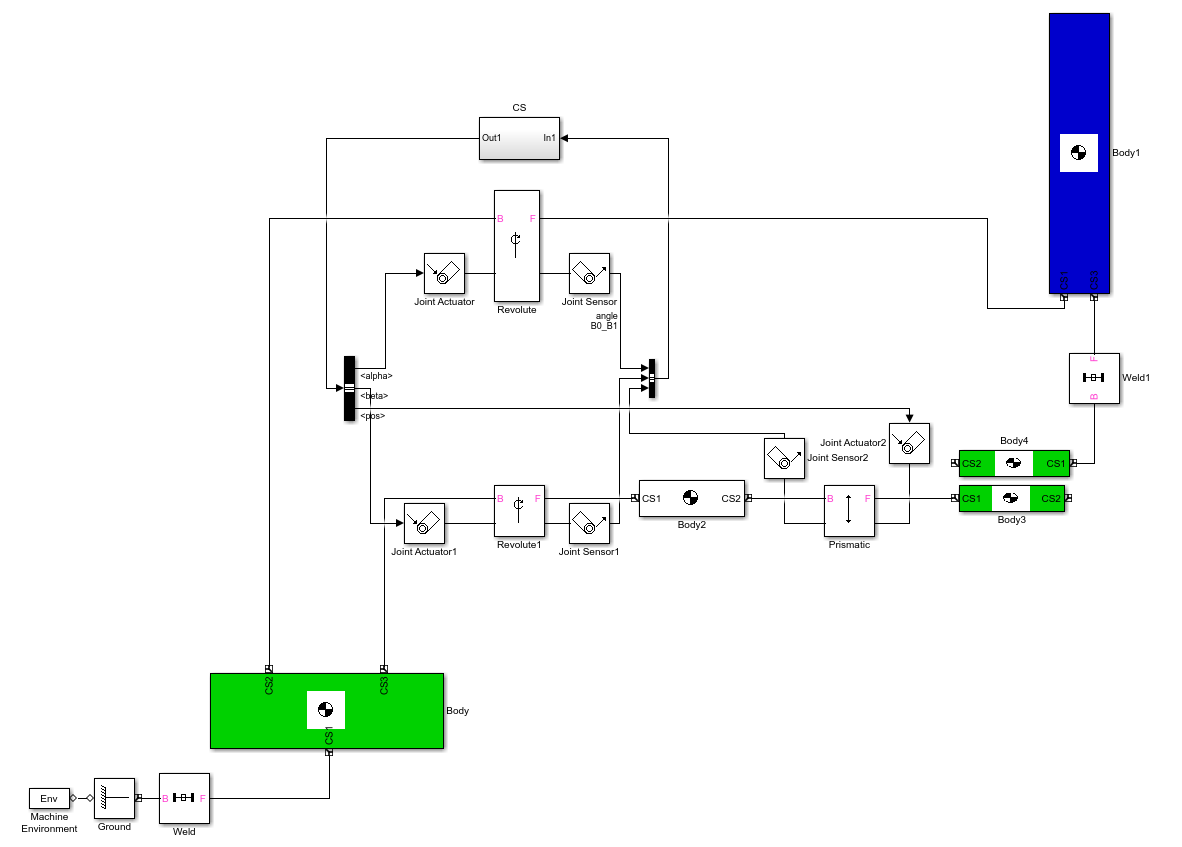 CS
Out1
In1
Body1
B
F
Joint Actuator
Revolute
Joint Sensor
angle
B0_B1
CS1
CS2
F
B
Weld1
<alpha>
<beta>
<pos>
Joint Actuator2
Joint Sensor2
Body4
CS2
CS1
CS1
CS2
Body3
B
F
CS1
CS2
Body2
B
F
Prismatic
Joint Actuator1
Revolute1
Joint Sensor1
CS2
CS3
CS1
Body
Env
Machine
Environment
Ground
B
F
Weld